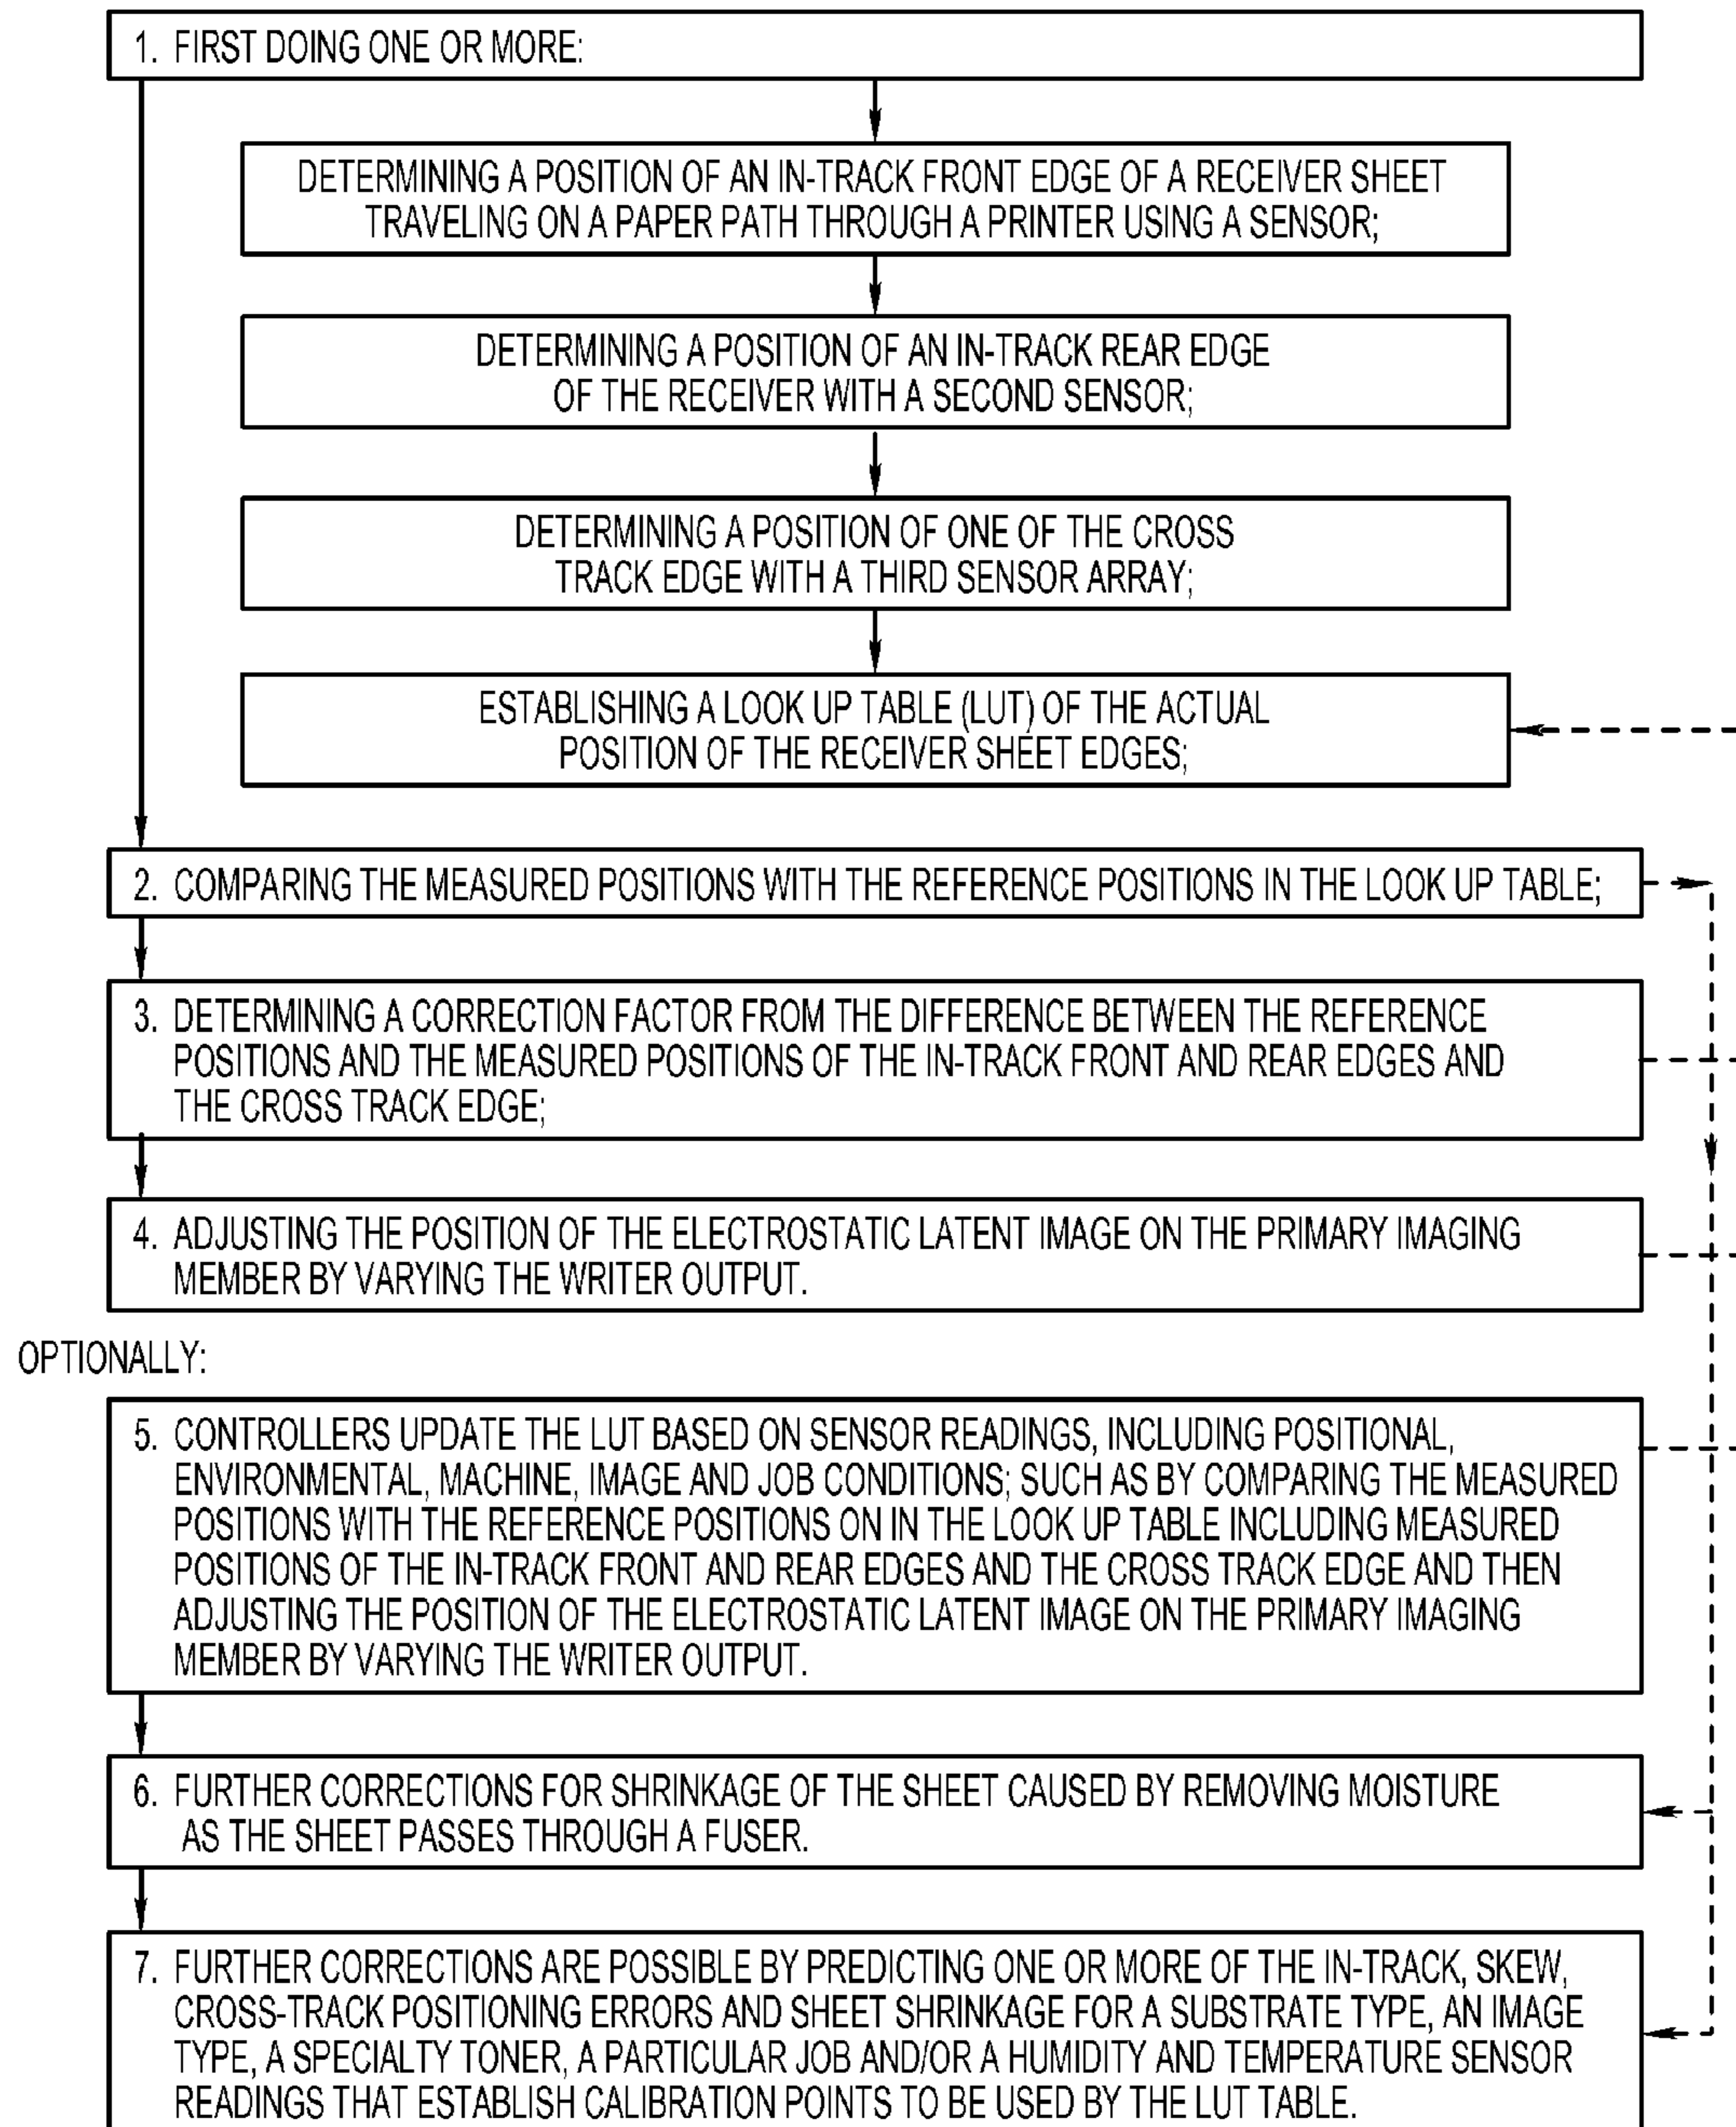 1. FIRST DOING ONE OR MORE:
DETERMINING A POSITION OF AN IN-TRACK FRONT EDGE OF A RECEIVER SHEET
TRAVELING ON A PAPER PATH THROUGH A PRINTER USING A SENSOR;
DETERMINING A POSITION OF AN IN-TRACK REAR EDGE
OF THE RECEIVER WITH A SECOND SENSOR;
DETERMINING A POSITION OF ONE OF THE CROSS
TRACK EDGE WITH A THIRD SENSOR ARRAY;
ESTABLISHING A LOOK UP TABLE (LUT) OF THE ACTUAL
POSITION OF THE RECEIVER SHEET EDGES;
2. COMPARING THE MEASURED POSITIONS WITH THE REFERENCE POSITIONS IN THE LOOK UP TABLE;
3. DETERMINING A CORRECTION FACTOR FROM THE DIFFERENCE BETWEEN THE REFERENCE
POSITIONS AND THE MEASURED POSITIONS OF THE IN-TRACK FRONT AND REAR EDGES AND
THE CROSS TRACK EDGE;
4. ADJUSTING THE POSITION OF THE ELECTROSTATIC LATENT IMAGE ON THE PRIMARY IMAGING
MEMBER BY VARYING THE WRITER OUTPUT.
OPTIONALLY:
5. CONTROLLERS UPDATE THE LUT BASED ON SENSOR READINGS, INCLUDING POSITIONAL,
ENVIRONMENTAL, MACHINE, IMAGE AND JOB CONDITIONS; SUCH AS BY COMPARING THE MEASURED
POSITIONS WITH THE REFERENCE POSITIONS ON IN THE LOOK UP TABLE INCLUDING MEASURED
POSITIONS OF THE IN-TRACK FRONT AND REAR EDGES AND THE CROSS TRACK EDGE AND THEN
ADJUSTING THE POSITION OF THE ELECTROSTATIC LATENT IMAGE ON THE PRIMARY IMAGING
MEMBER BY VARYING THE WRITER OUTPUT.
6. FURTHER CORRECTIONS FOR SHRINKAGE OF THE SHEET CAUSED BY REMOVING MOISTURE
AS THE SHEET PASSES THROUGH A FUSER.
7. FURTHER CORRECTIONS ARE POSSIBLE BY PREDICTING ONE OR MORE OF THE IN-TRACK, SKEW,
CROSS-TRACK POSITIONING ERRORS AND SHEET SHRINKAGE FOR A SUBSTRATE TYPE, AN IMAGE
TYPE, A SPECIALTY TONER, A PARTICULAR JOB AND/OR A HUMIDITY AND TEMPERATURE SENSOR
READINGS THAT ESTABLISH CALIBRATION POINTS TO BE USED BY THE LUT TABLE.